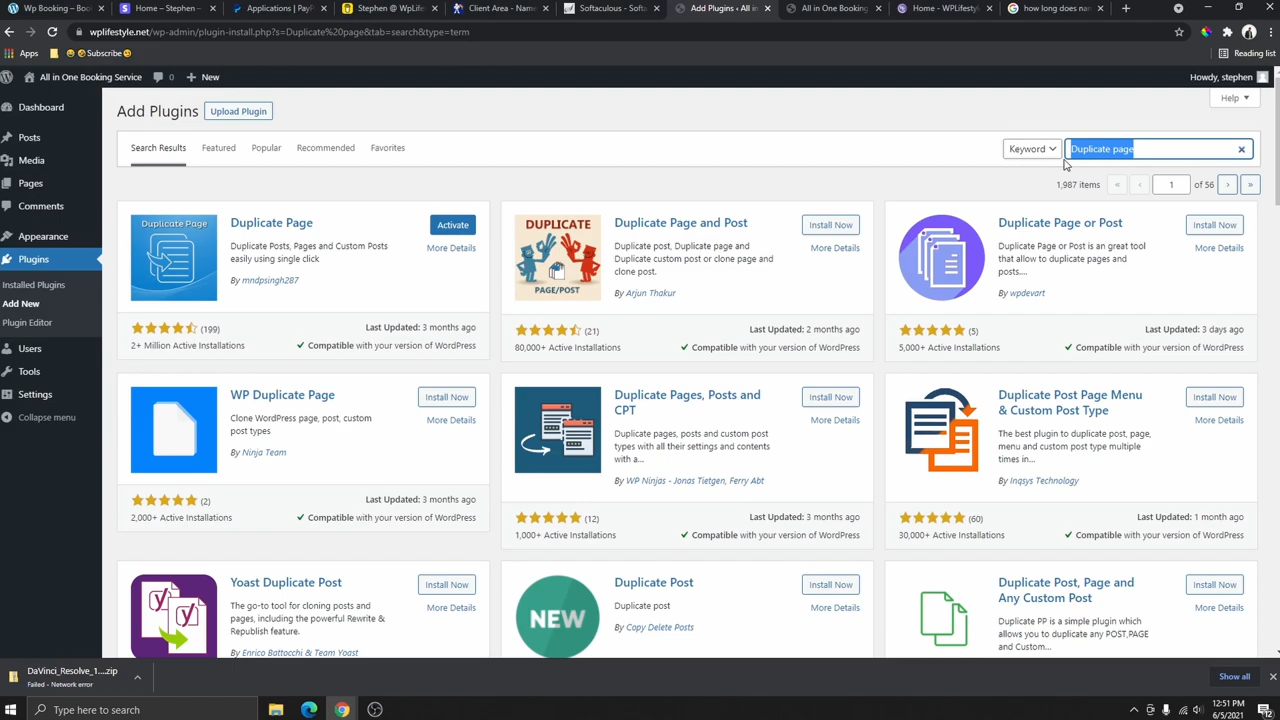 Wp Booking – Bo
Home – Stephen
Applications | PayP
Stephen @ WpLife
Client Area - Name
Softaculous - Softa
Add Plugins ‹ All in
All in One Booking
Home - WPLifestyl
how long does nar
wplifestyle.net/wp-admin/plugin-install.php?s=Duplicate%20page&tab=search&type=term
Apps
Subscribe
Reading list
All in One Booking Service
0
New
Howdy, stephen
Dashboard
Posts
Media
Pages
Comments
Appearance
Plugins
Installed Plugins
Add New
Plugin Editor
Users
Tools
Settings
Collapse menu
Add Plugins
Upload Plugin
Help
Search Results
Featured
Popular
Recommended
Favorites
Keyword
Duplicate page
1,987 items
«
‹
1
of 56
›
»
Duplicate Page
Duplicate Page
Activate
Duplicate Posts, Pages and Custom Posts
easily using single click
More Details
By mndpsingh287
(199)
Last Updated: 3 months ago
2+ Million Active Installations
Compatible with your version of WordPress
DUPLICATE
PAGE/POST
Duplicate Page and Post
Install Now
Duplicate post, Duplicate page and
Duplicate custom post or clone page and
clone post.
More Details
By Arjun Thakur
(21)
Last Updated: 2 months ago
80,000+ Active Installations
Compatible with your version of WordPress
Duplicate Page or Post
Install Now
Duplicate Page or Post is an great tool
that allow to duplicate pages and
posts....
More Details
By wpdevart
(5)
Last Updated: 3 days ago
5,000+ Active Installations
Compatible with your version of WordPress
WP Duplicate Page
Install Now
Clone WordPress page, post, custom
post types
More Details
By Ninja Team
(2)
Last Updated: 3 months ago
2,000+ Active Installations
Compatible with your version of WordPress
Duplicate Pages, Posts and
CPT
Install Now
More Details
Duplicate pages, posts and custom post
types with all their settings and contents
with a...
By WP Ninjas - Jonas Tietgen, Ferry Abt
(12)
Last Updated: 3 months ago
1,000+ Active Installations
Compatible with your version of WordPress
Duplicate Post Page Menu
& Custom Post Type
Install Now
More Details
The best plugin to duplicate post, page,
menu and custom post type multiple
times in...
By Inqsys Technology
(60)
Last Updated: 1 month ago
30,000+ Active Installations
Compatible with your version of WordPress
Yoast Duplicate Post
Install Now
The go-to tool for cloning posts and
pages, including the powerful Rewrite &
Republish feature.
More Details
By Enrico Battocchi & Team Yoast
NEW
Duplicate Post
Install Now
Duplicate post
More Details
By Copy Delete Posts
Duplicate Post, Page and
Any Custom Post
Install Now
More Details
Duplicate PP is a simple plugin which
allows you to duplicate any POST,PAGE
and Custom...
DaVinci_Resolve_1....zip
Failed - Network error
Show all
Type here to search
12:51 PM
6/5/2021